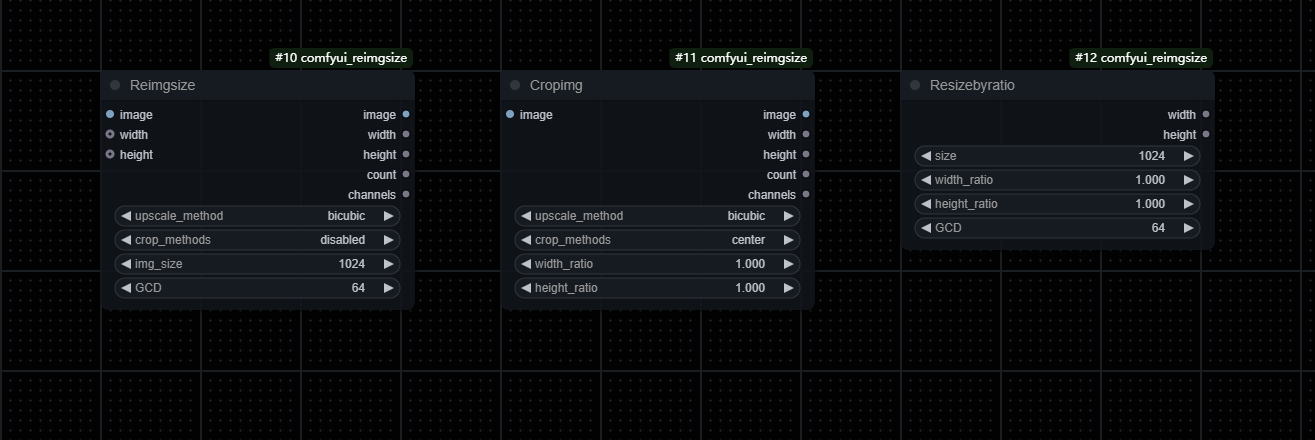 #10 comfyui_reimgsize
Reimgsize
image image
width width
height height
count
channels
upscale_method bicubic
crop_methods disabled
img_size 1024
GCD 64
#11 comfyui_reimgsize
Cropimg
image image
width
height
count
channels
upscale_method bicubic
crop_methods center
width_ratio 1.000
height_ratio 1.000
#12 comfyui_reimgsize
Resizebyratio
width
height
size 1024
width_ratio 1.000
height_ratio 1.000
GCD 64